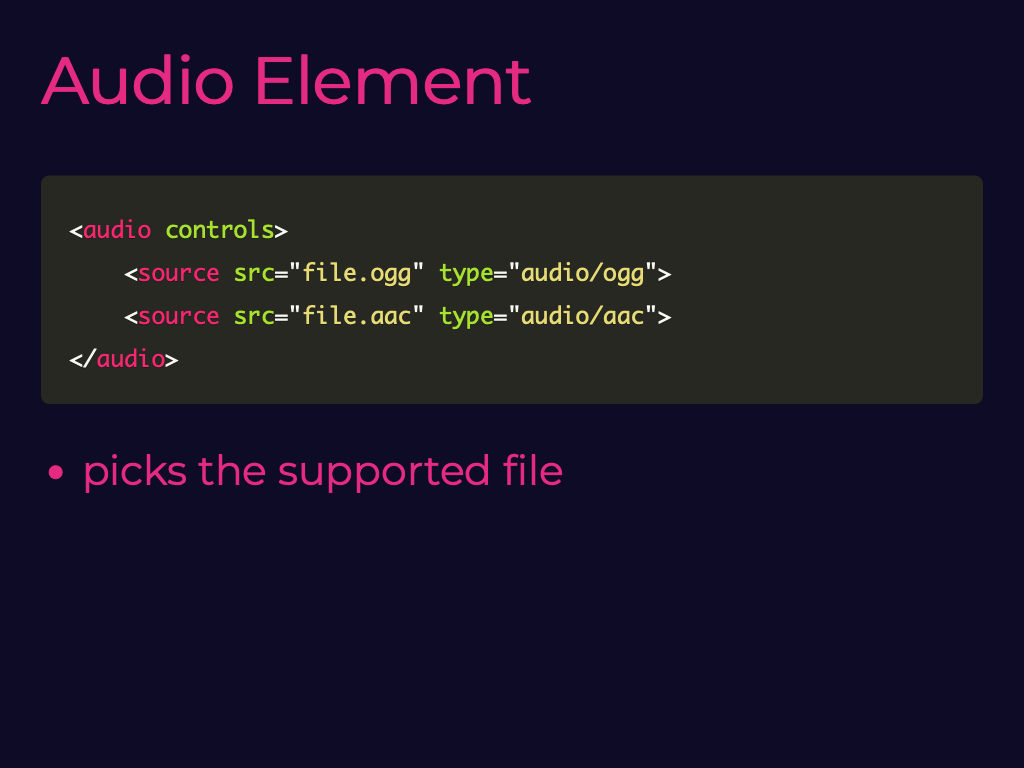 Audio Element
<audio controls>
    <source src="file.ogg" type="audio/ogg">
    <source src="file.aac" type="audio/aac">
</audio>
• picks the supported file